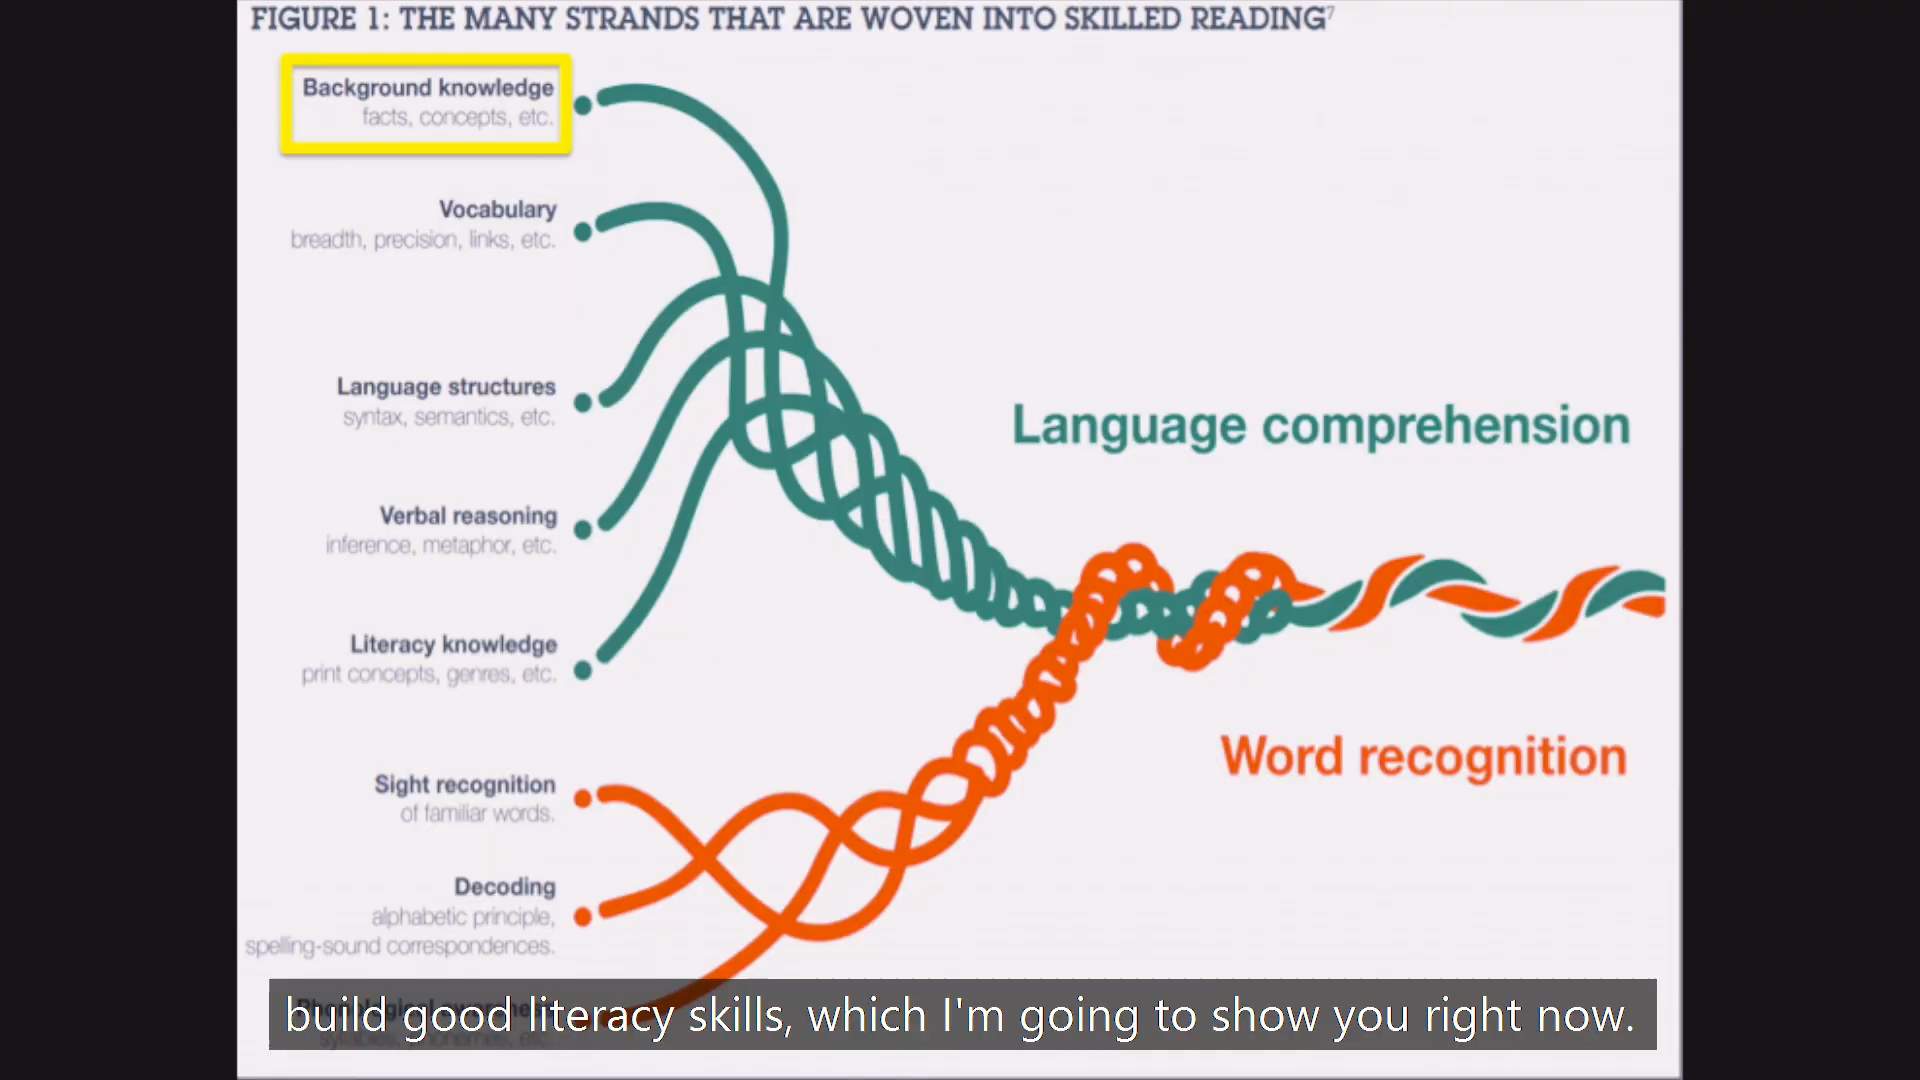 FIGURE 1: THE MANY STRANDS THAT ARE WOVEN INTO SKILLED READING7
Background knowledge
facts, concepts, etc.
Vocabulary
breadth, precision, links, etc.
Language structures
syntax, semantics, etc.
Verbal reasoning
inference, metaphor, etc.
Literacy knowledge
print concepts, genres, etc.
Language comprehension
Word recognition
Sight recognition
of familiar words.
Decoding
alphabetic principle,
spelling-sound correspondences.
build good literacy skills, which I'm going to show you right now.